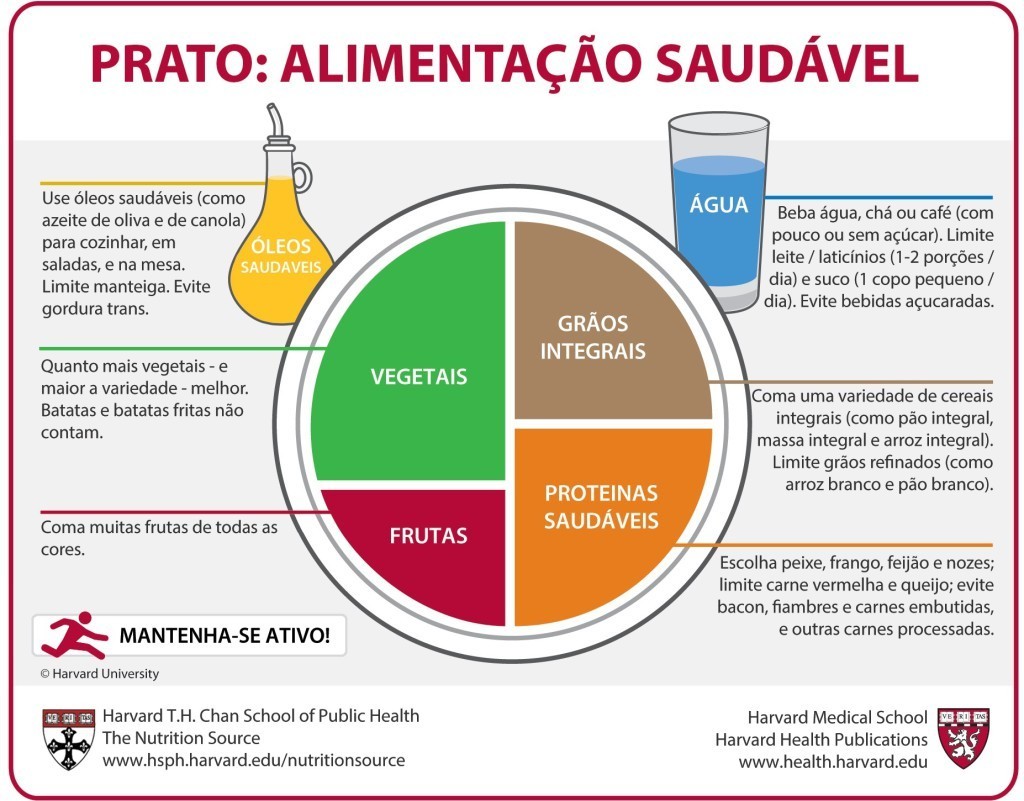 PRATO: ALIMENTAÇÃO SAUDÁVEL
Use óleos saudáveis (como
azeite de oliva e de canola)
para cozinhar, em
saladas, e na mesa.
Limite manteiga. Evite
gordura trans.
ÓLEOS
SAUDAVEIS
ÁGUA
Beba água, chá ou café (com
pouco ou sem açúcar). Limite
leite / laticínios (1-2 porções /
dia) e suco (1 copo pequeno /
dia). Evite bebidas açucaradas.
Quanto mais vegetais - e
maior a variedade - melhor.
Batatas e batatas fritas não
contam.
VEGETAIS
GRÃOS
INTEGRAIS
Coma uma variedade de cereais
integrais (como pão integral,
massa integral e arroz integral).
Limite grãos refinados (como
arroz branco e pão branco).
Coma muitas frutas de todas as
cores.
FRUTAS
PROTEINAS
SAUDÁVEIS
Escolha peixe, frango, feijão e nozes;
limite carne vermelha e queijo; evite
bacon, fiambres e carnes embutidas,
e outras carnes processadas.
MANTENHA-SE ATIVO!
© Harvard University
Harvard T.H. Chan School of Public Health
The Nutrition Source
www.hsph.harvard.edu/nutritionsource
Harvard Medical School
Harvard Health Publications
www.health.harvard.edu
VE RI TAS